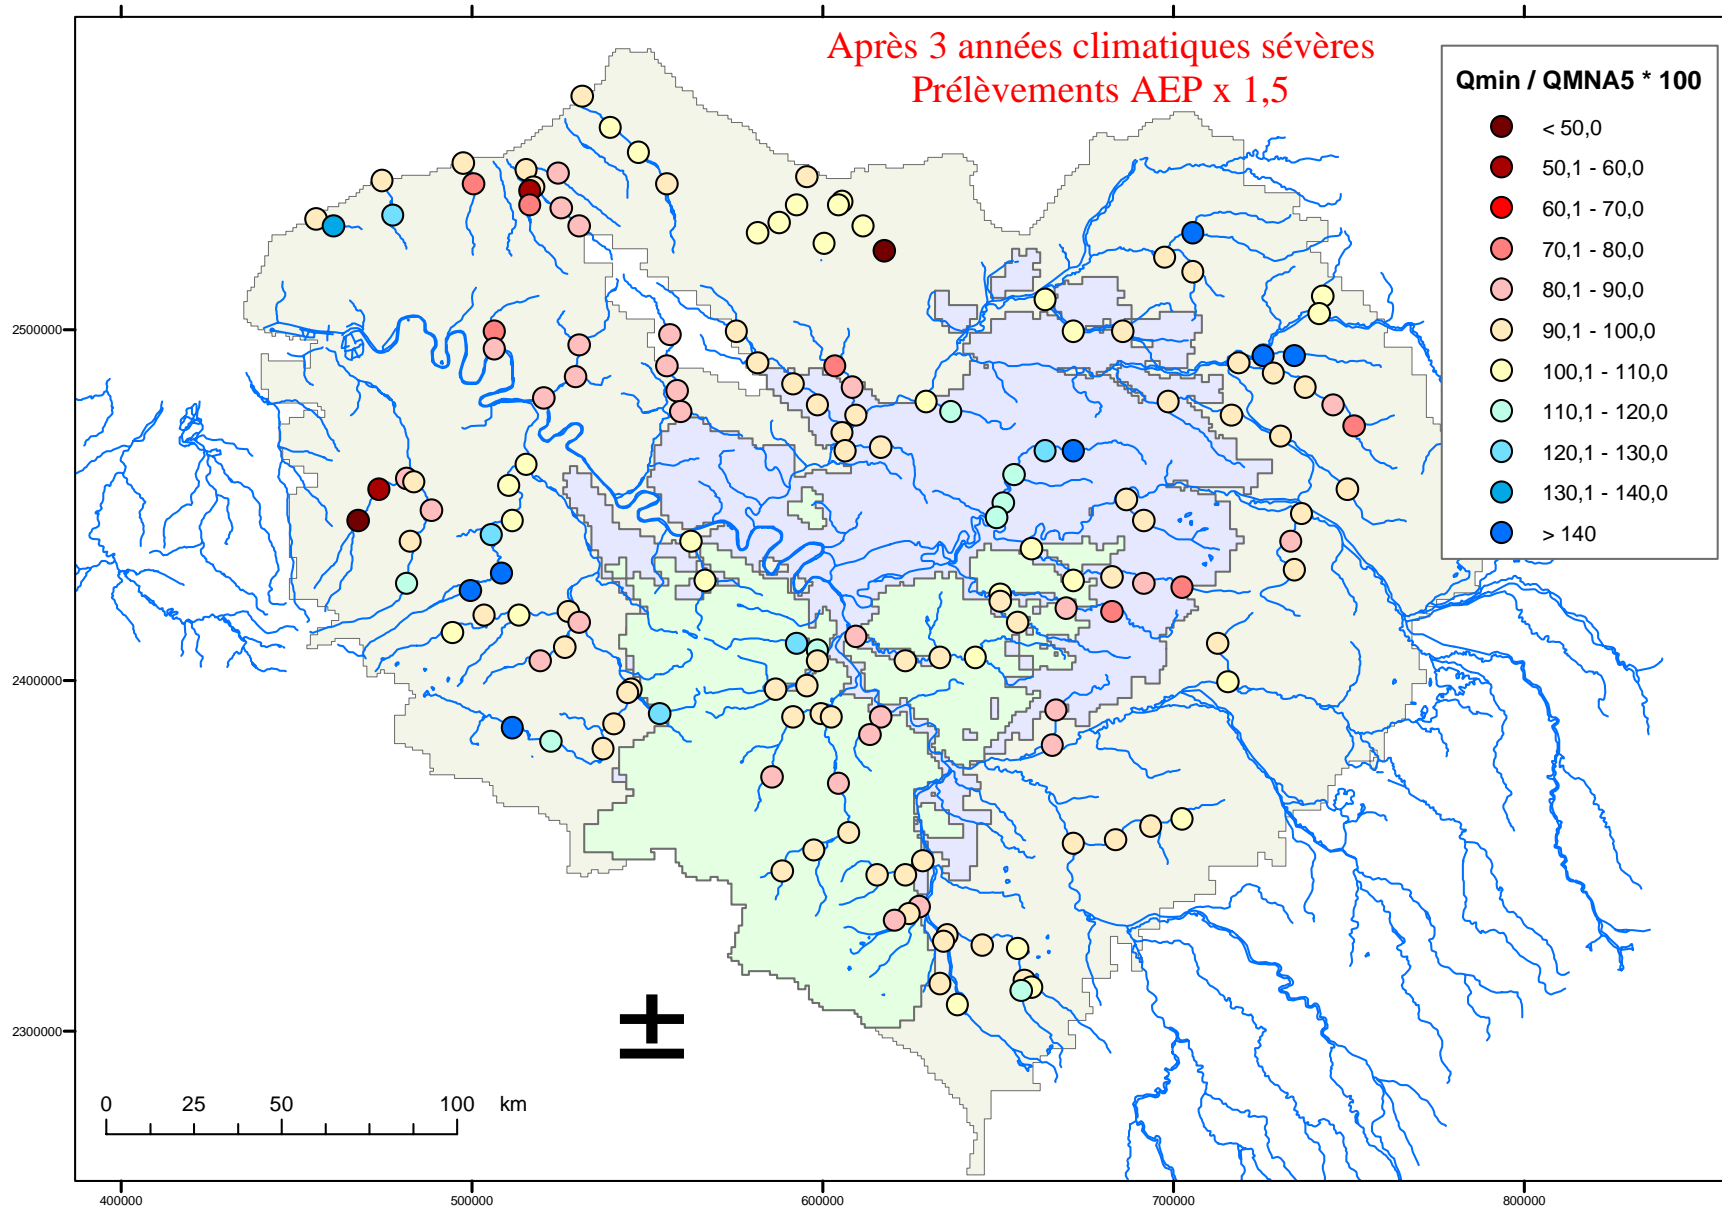 Après 3 années climatiques sévères
Prélèvements AEP x 1,5
Qmin / QMNA5 * 100
< 50,0
50,1 - 60,0
60,1 - 70,0
70,1 - 80,0
80,1 - 90,0
90,1 - 100,0
100,1 - 110,0
110,1 - 120,0
120,1 - 130,0
130,1 - 140,0
> 140
2500000
2400000
2300000
0 25 50 100 km
400000 500000 600000 700000 800000